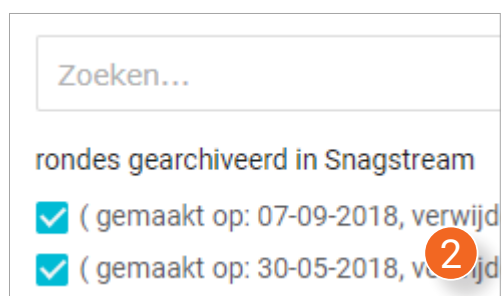 Zoeken...
rondes gearchiveerd in Snagstream
( gemaakt op: 07-09-2018, verwijd
( gemaakt op: 30-05-2018,
2